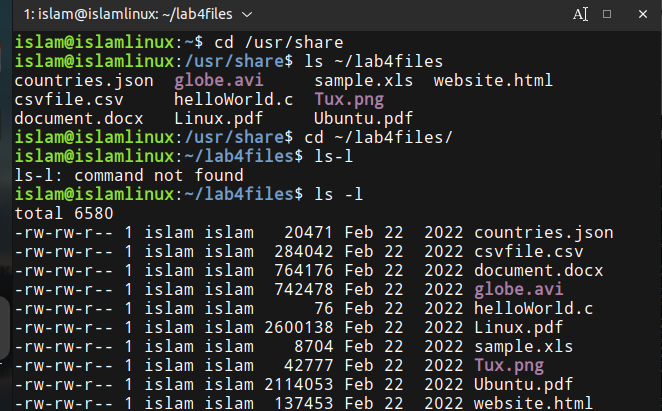 1: islam@islamlinux: ~/lab4files
islam@islamlinux:~$ cd /usr/share
islam@islamlinux:/usr/share$ ls ~/lab4files
countries.json  globe.avi     sample.xls  website.html
csvfile.csv     helloWorld.c  Tux.png
document.docx   Linux.pdf     Ubuntu.pdf
islam@islamlinux:/usr/share$ cd ~/lab4files/
islam@islamlinux:~/lab4files$ ls-l
ls-l: command not found
islam@islamlinux:~/lab4files$ ls -l
total 6580
-rw-rw-r-- 1 islam islam   20471 Feb 22  2022 countries.json
-rw-rw-r-- 1 islam islam  284042 Feb 22  2022 csvfile.csv
-rw-rw-r-- 1 islam islam  764176 Feb 22  2022 document.docx
-rw-rw-r-- 1 islam islam  742478 Feb 22  2022 globe.avi
-rw-rw-r-- 1 islam islam      76 Feb 22  2022 helloWorld.c
-rw-rw-r-- 1 islam islam 2600138 Feb 22  2022 Linux.pdf
-rw-rw-r-- 1 islam islam    8704 Feb 22  2022 sample.xls
-rw-rw-r-- 1 islam islam   42777 Feb 22  2022 Tux.png
-rw-rw-r-- 1 islam islam 2114053 Feb 22  2022 Ubuntu.pdf
-rw-rw-r-- 1 islam islam  137453 Feb 22  2022 website.html